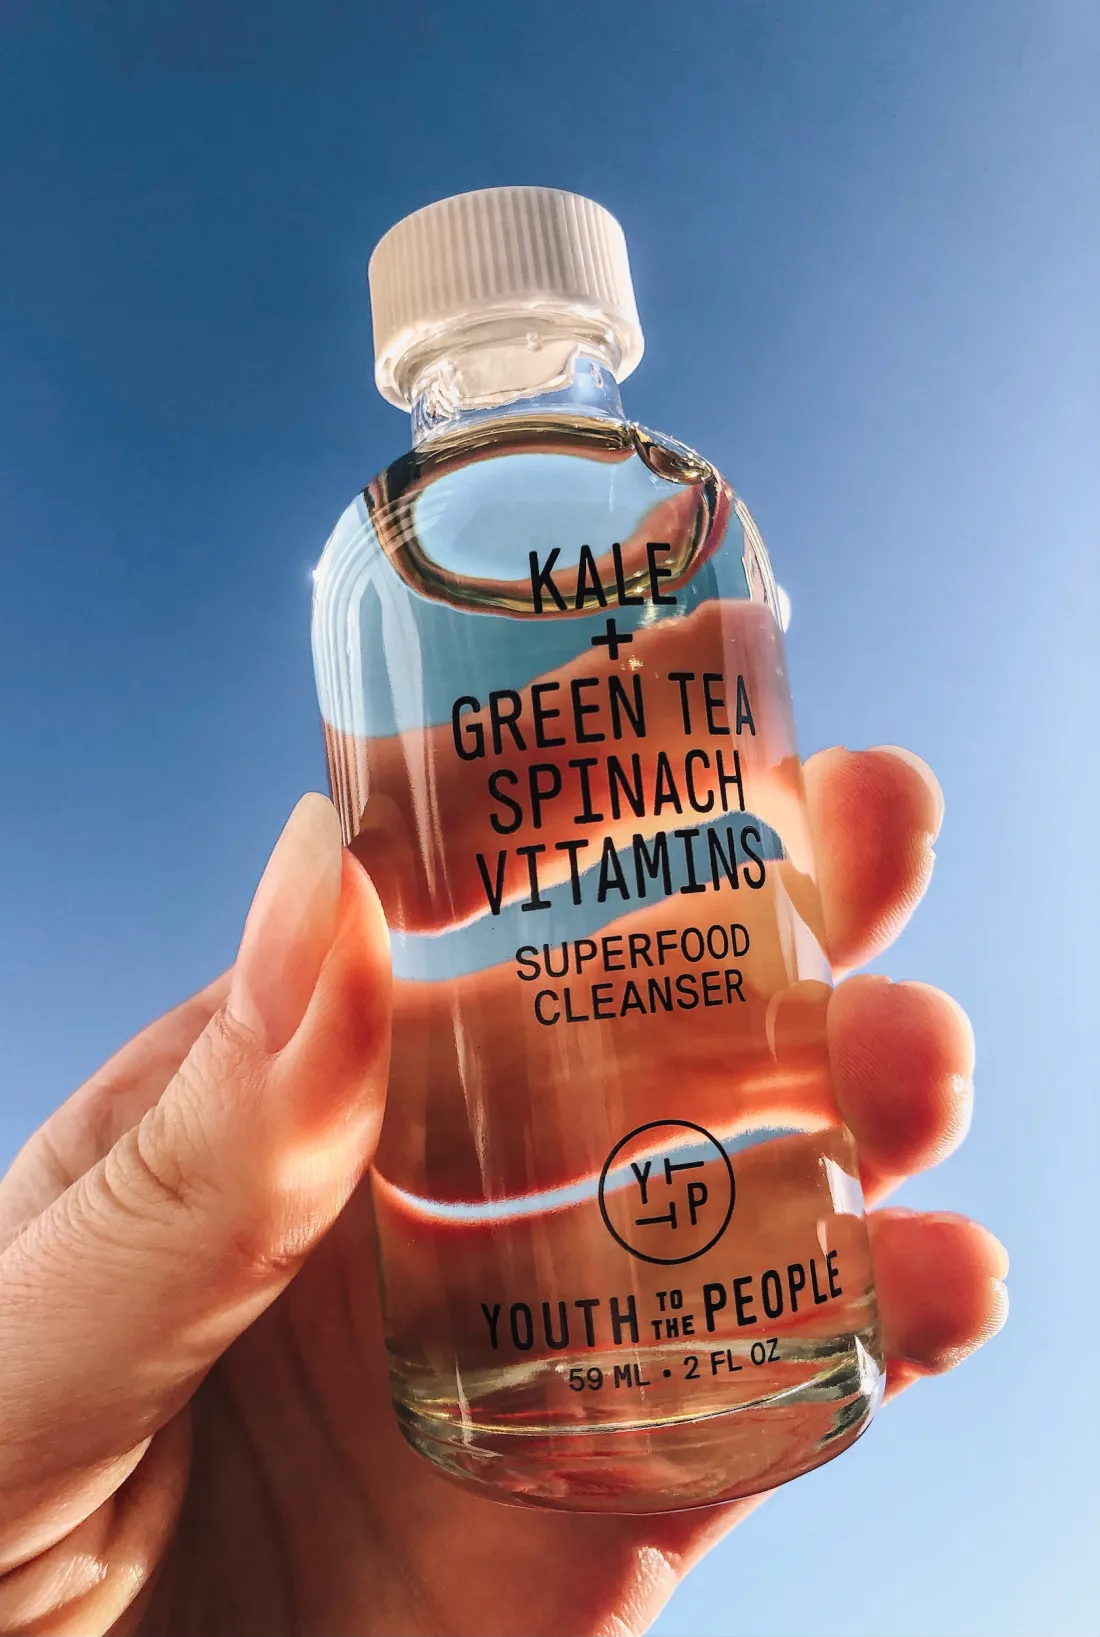 KALE
+
GREEN TEA
SPINACH
VITAMINS
SUPERFOOD
CLEANSER
YTTP
YOUTH TO THE PEOPLE
59 ML • 2 FL OZ